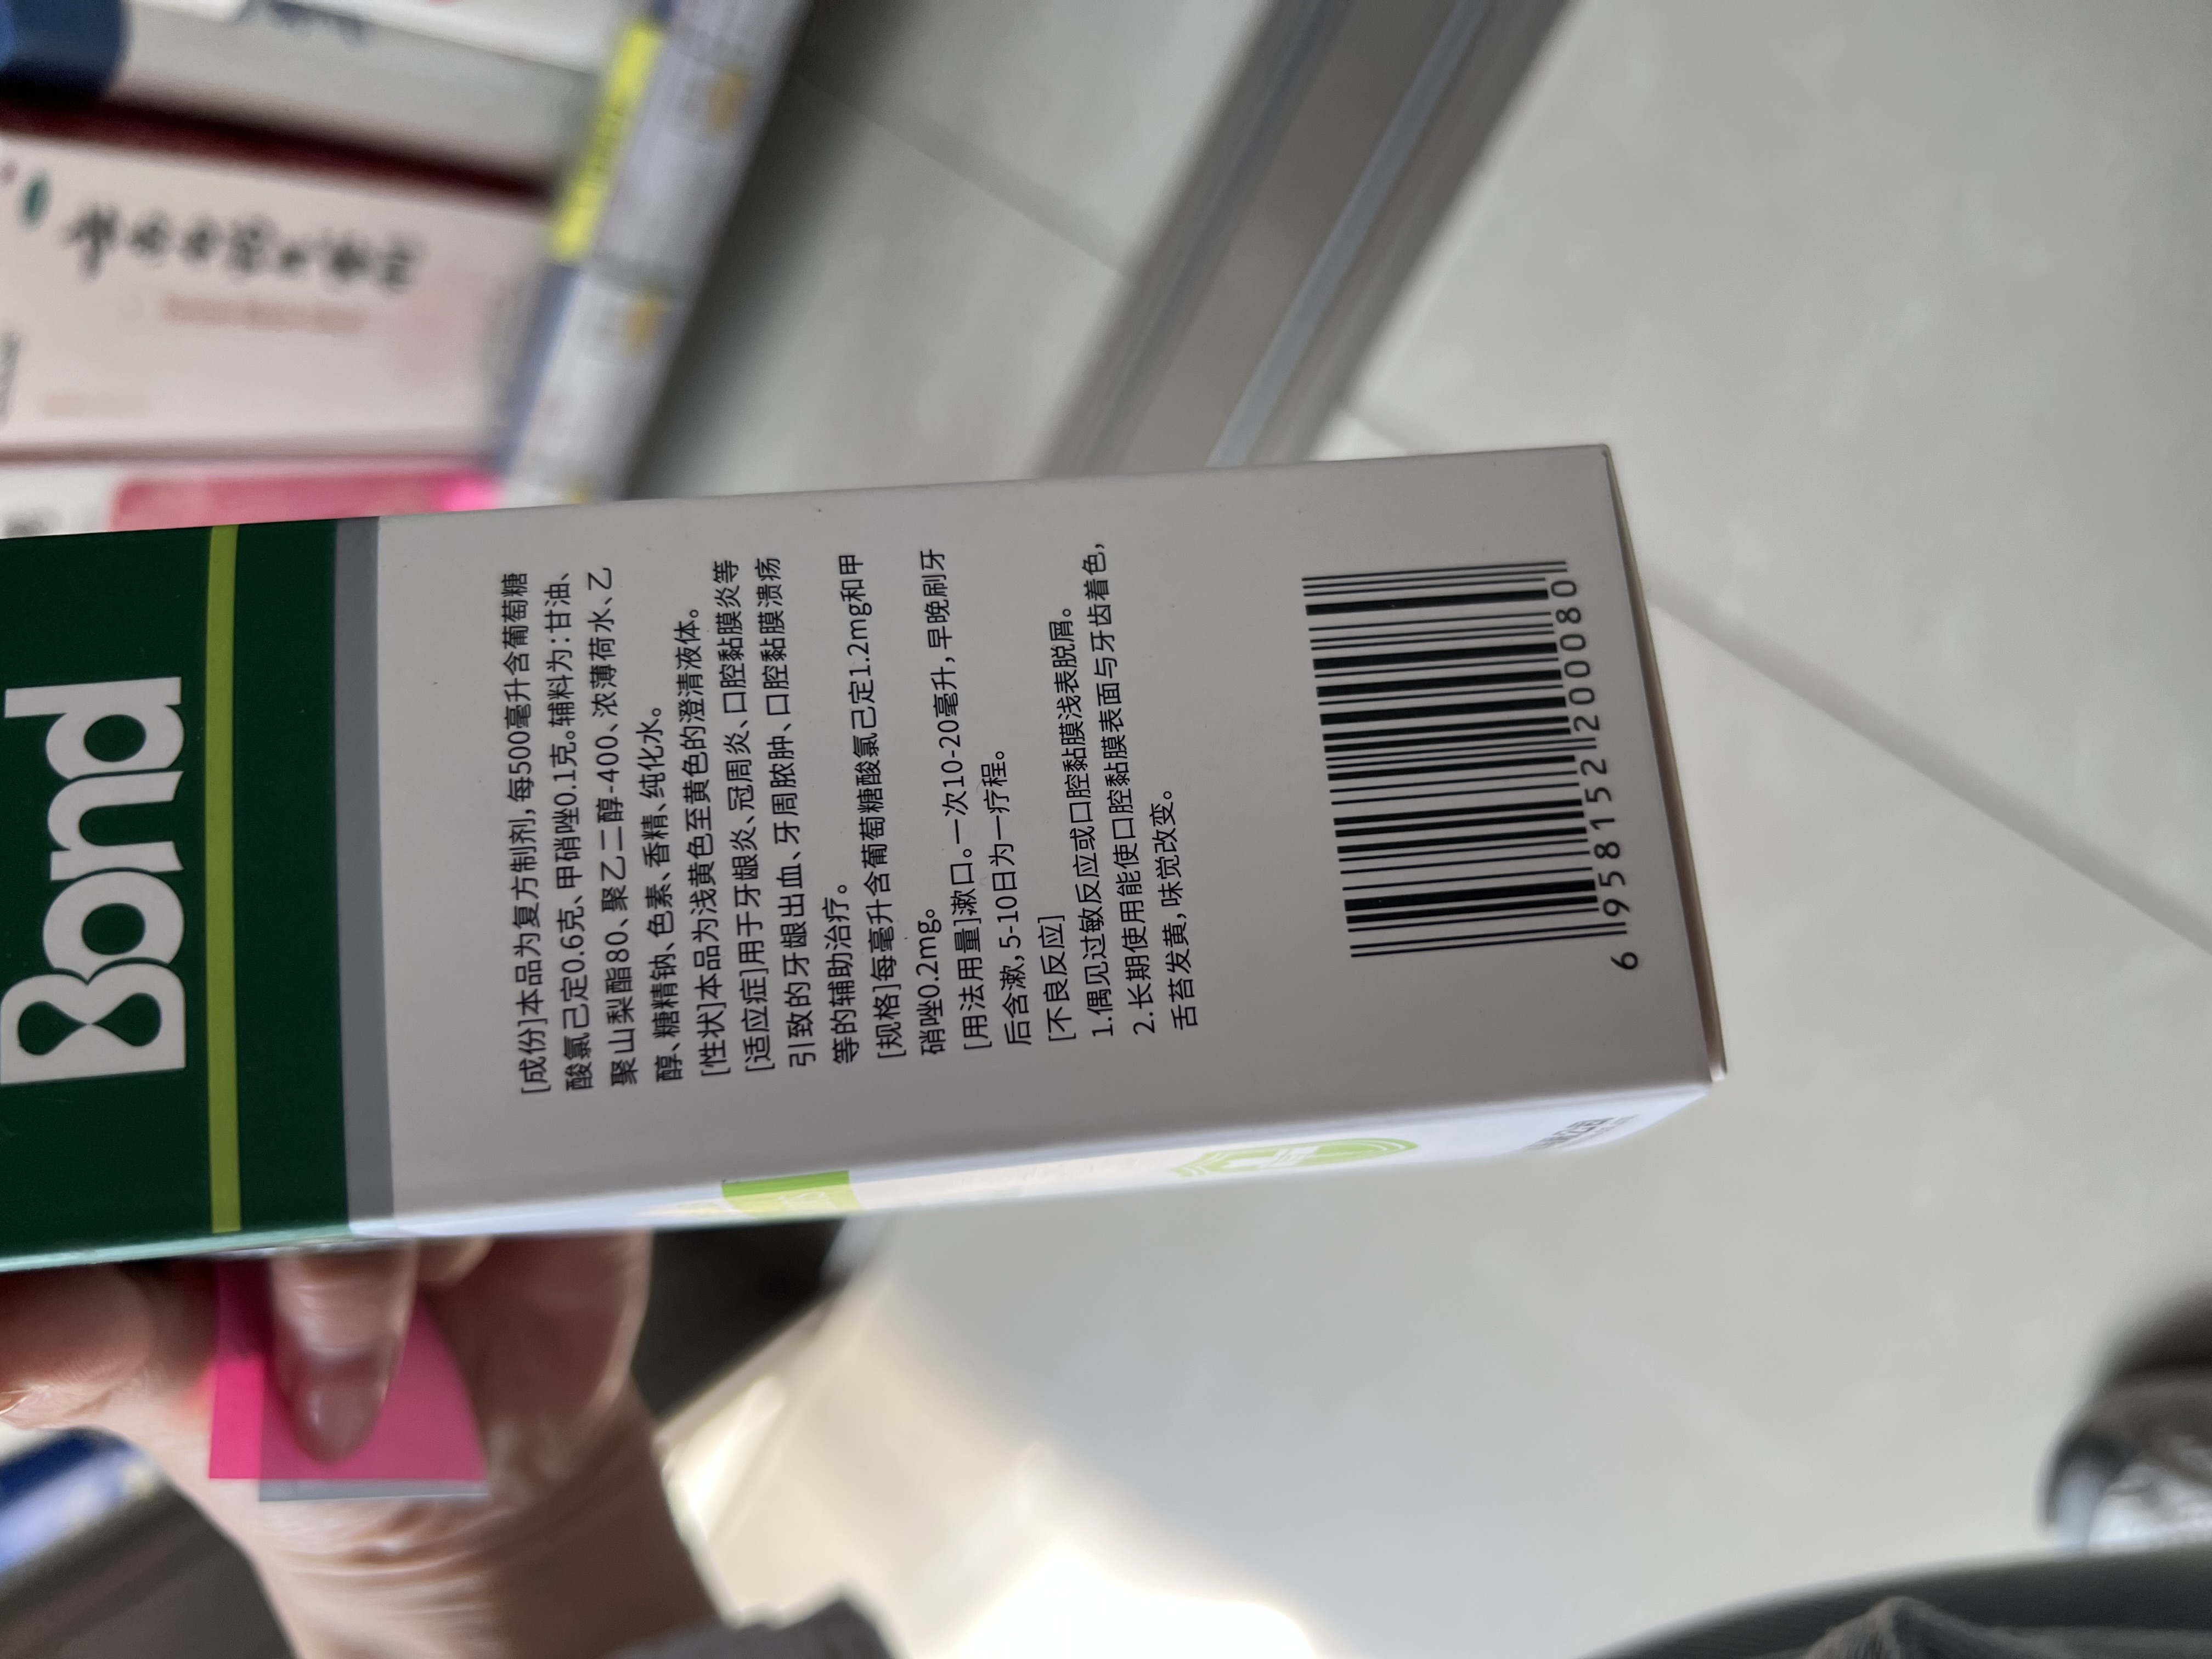 Bond
[成份]本品为复方制剂,每500毫升含葡萄糖
酸氯己定0.6克、甲硝唑0.1克。辅料为:甘油、
聚山梨酯80、聚乙二醇-400、浓薄荷水、乙
醇、糖精钠、色素、香精、纯化水。
[性状]本品为浅黄色至黄色的澄清液体。
[适应症]用于牙龈炎、冠周炎、口腔黏膜炎等
引致的牙龈出血、牙周脓肿、口腔黏膜溃疡
等的辅助治疗。
[规格]每毫升含葡萄糖酸氯己定1.2mg和甲
硝唑0.2mg。
[用法用量]漱口。一次10-20毫升,早晚刷牙
后含漱,5-10日为一疗程。
[不良反应]
1.偶见过敏反应或口腔黏膜浅表脱屑。
2.长期使用能使口腔黏膜表面与牙齿着色,
舌苔发黄,味觉改变。
6 958152 200080